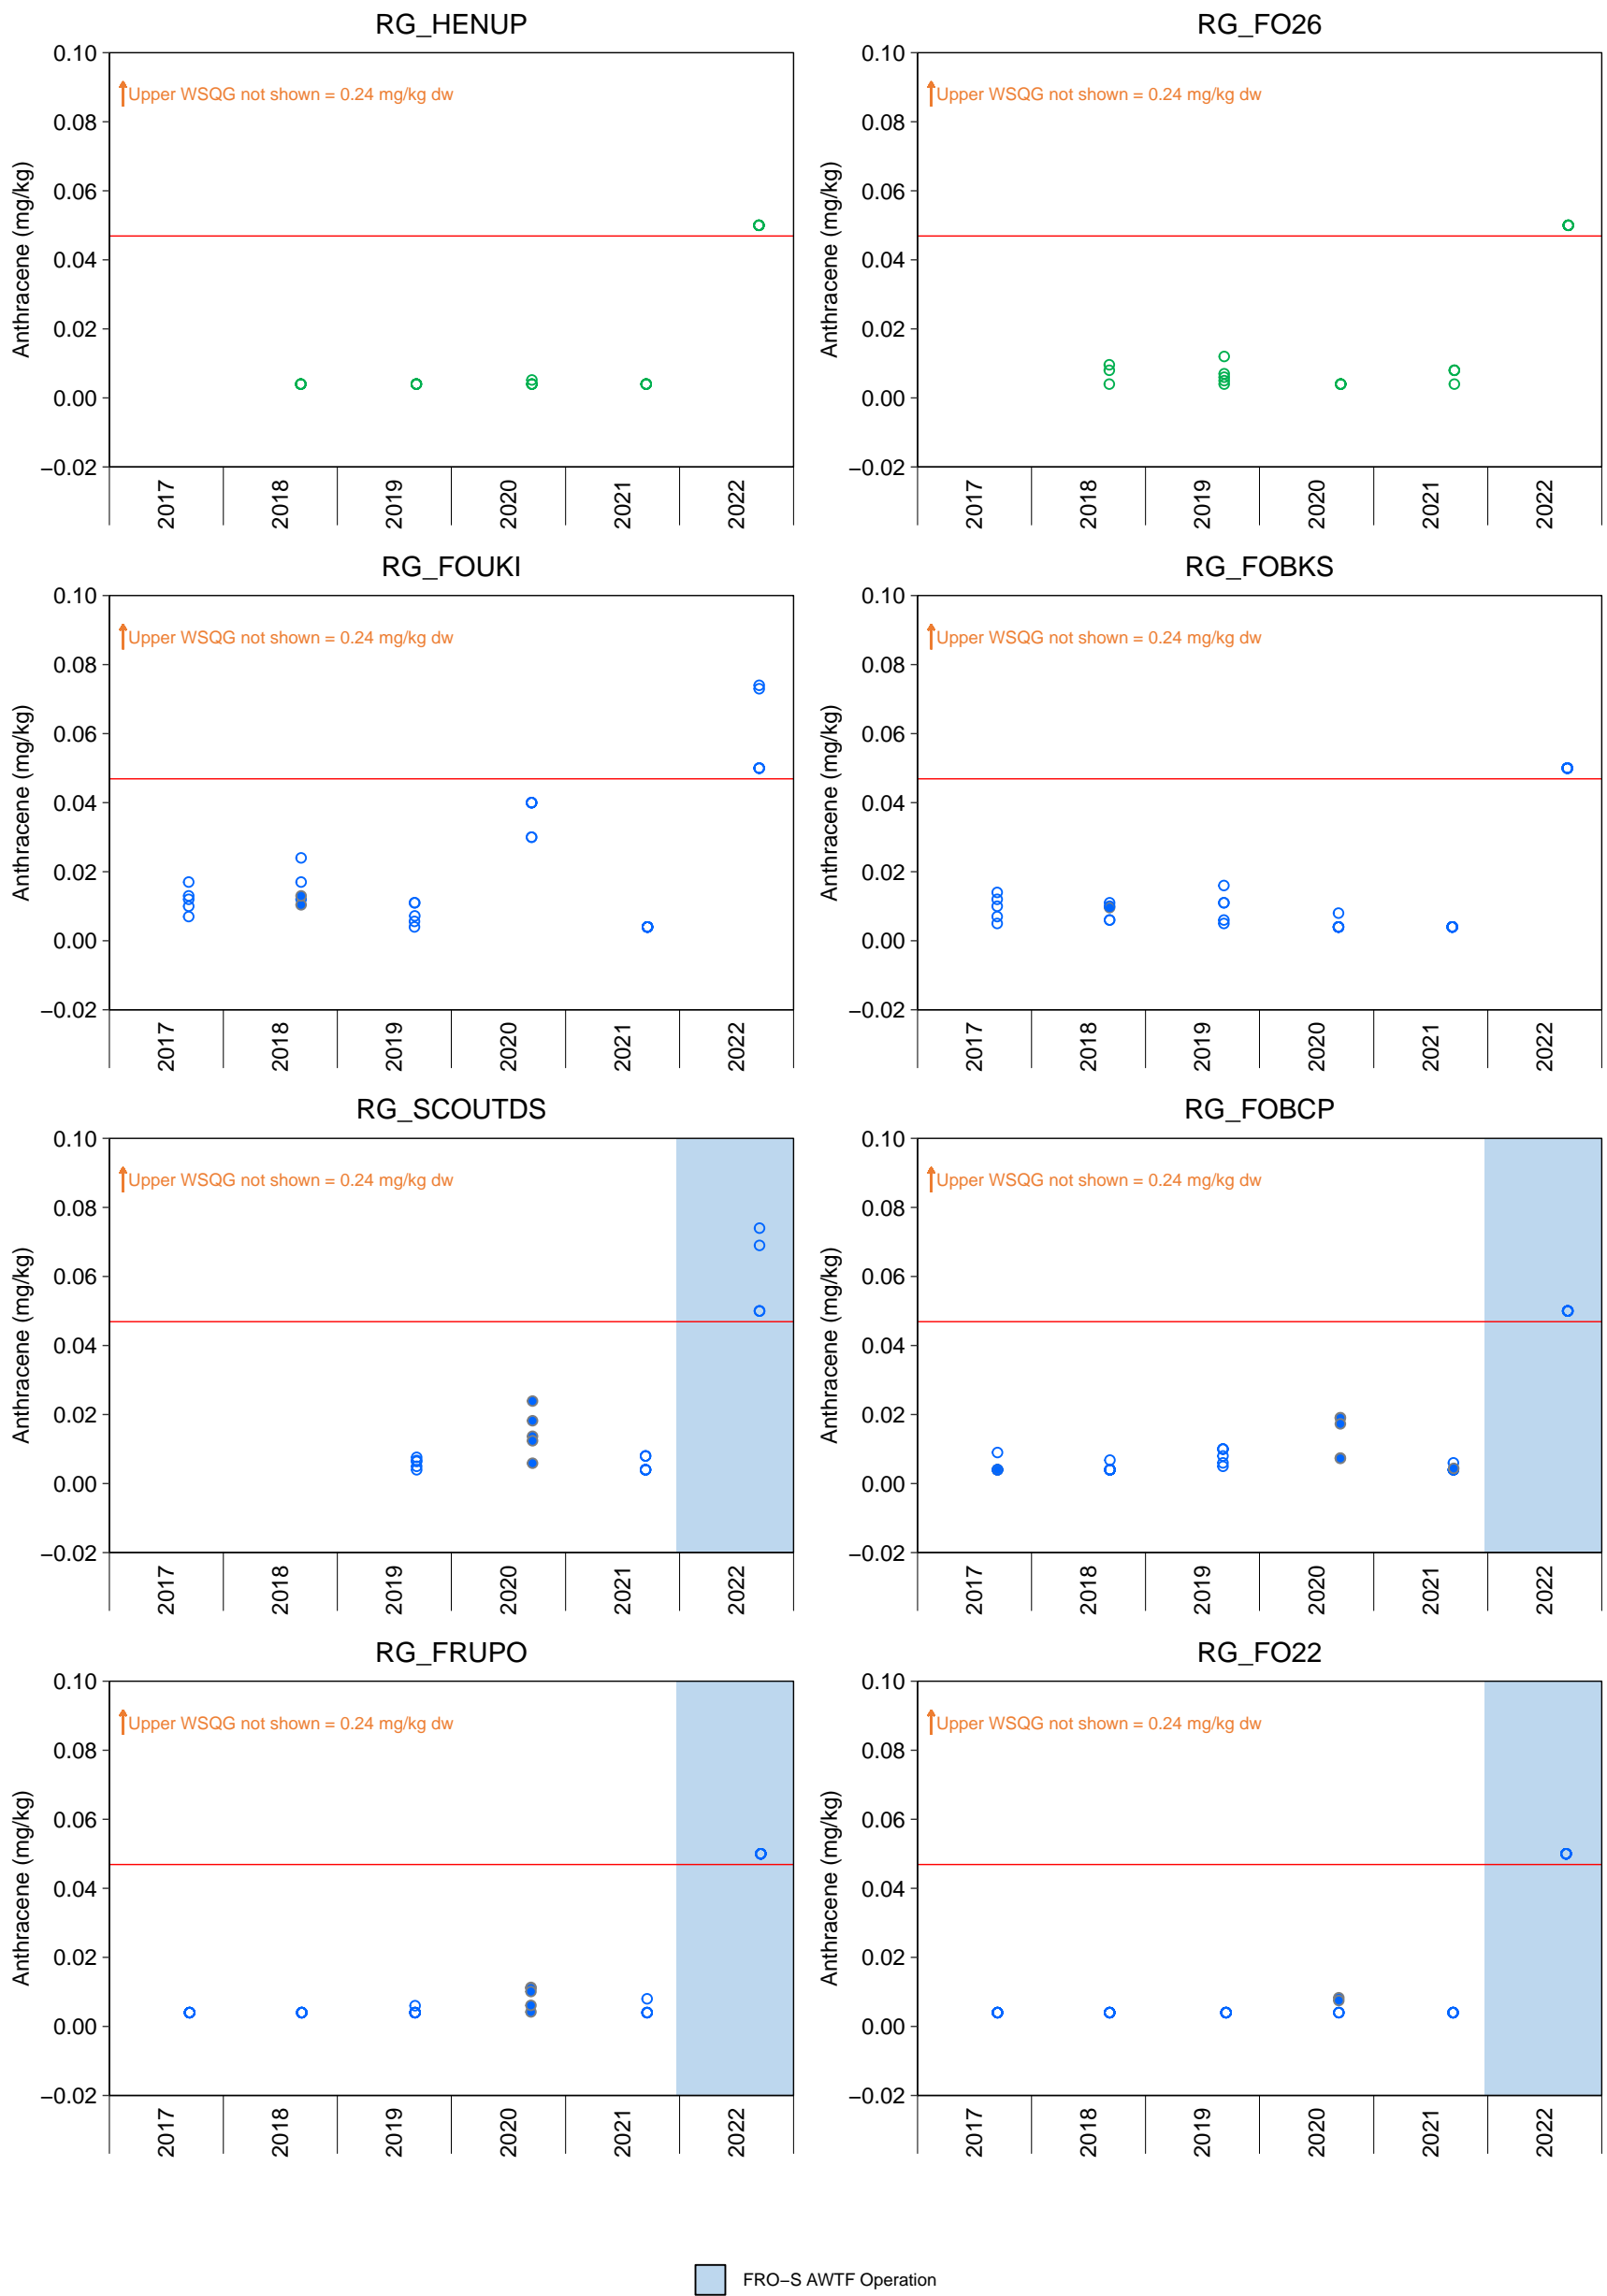 RG_HENUP
Anthracene (mg/kg)
0.10
0.08
0.06
0.04
0.02
0.00
−0.02
Upper WSQG not shown = 0.24 mg/kg dw
2017 2018 2019 2020 2021 2022
RG_FO26
Anthracene (mg/kg)
0.10
0.08
0.06
0.04
0.02
0.00
−0.02
Upper WSQG not shown = 0.24 mg/kg dw
2017 2018 2019 2020 2021 2022
RG_FOUKI
Anthracene (mg/kg)
0.10
0.08
0.06
0.04
0.02
0.00
−0.02
Upper WSQG not shown = 0.24 mg/kg dw
2017 2018 2019 2020 2021 2022
RG_FOBKS
Anthracene (mg/kg)
0.10
0.08
0.06
0.04
0.02
0.00
−0.02
Upper WSQG not shown = 0.24 mg/kg dw
2017 2018 2019 2020 2021 2022
RG_SCOUTDS
Anthracene (mg/kg)
0.10
0.08
0.06
0.04
0.02
0.00
−0.02
Upper WSQG not shown = 0.24 mg/kg dw
2017 2018 2019 2020 2021 2022
RG_FOBCP
Anthracene (mg/kg)
0.10
0.08
0.06
0.04
0.02
0.00
−0.02
Upper WSQG not shown = 0.24 mg/kg dw
2017 2018 2019 2020 2021 2022
RG_FRUPO
Anthracene (mg/kg)
0.10
0.08
0.06
0.04
0.02
0.00
−0.02
Upper WSQG not shown = 0.24 mg/kg dw
2017 2018 2019 2020 2021 2022
RG_FO22
Anthracene (mg/kg)
0.10
0.08
0.06
0.04
0.02
0.00
−0.02
Upper WSQG not shown = 0.24 mg/kg dw
2017 2018 2019 2020 2021 2022
FRO−S AWTF Operation